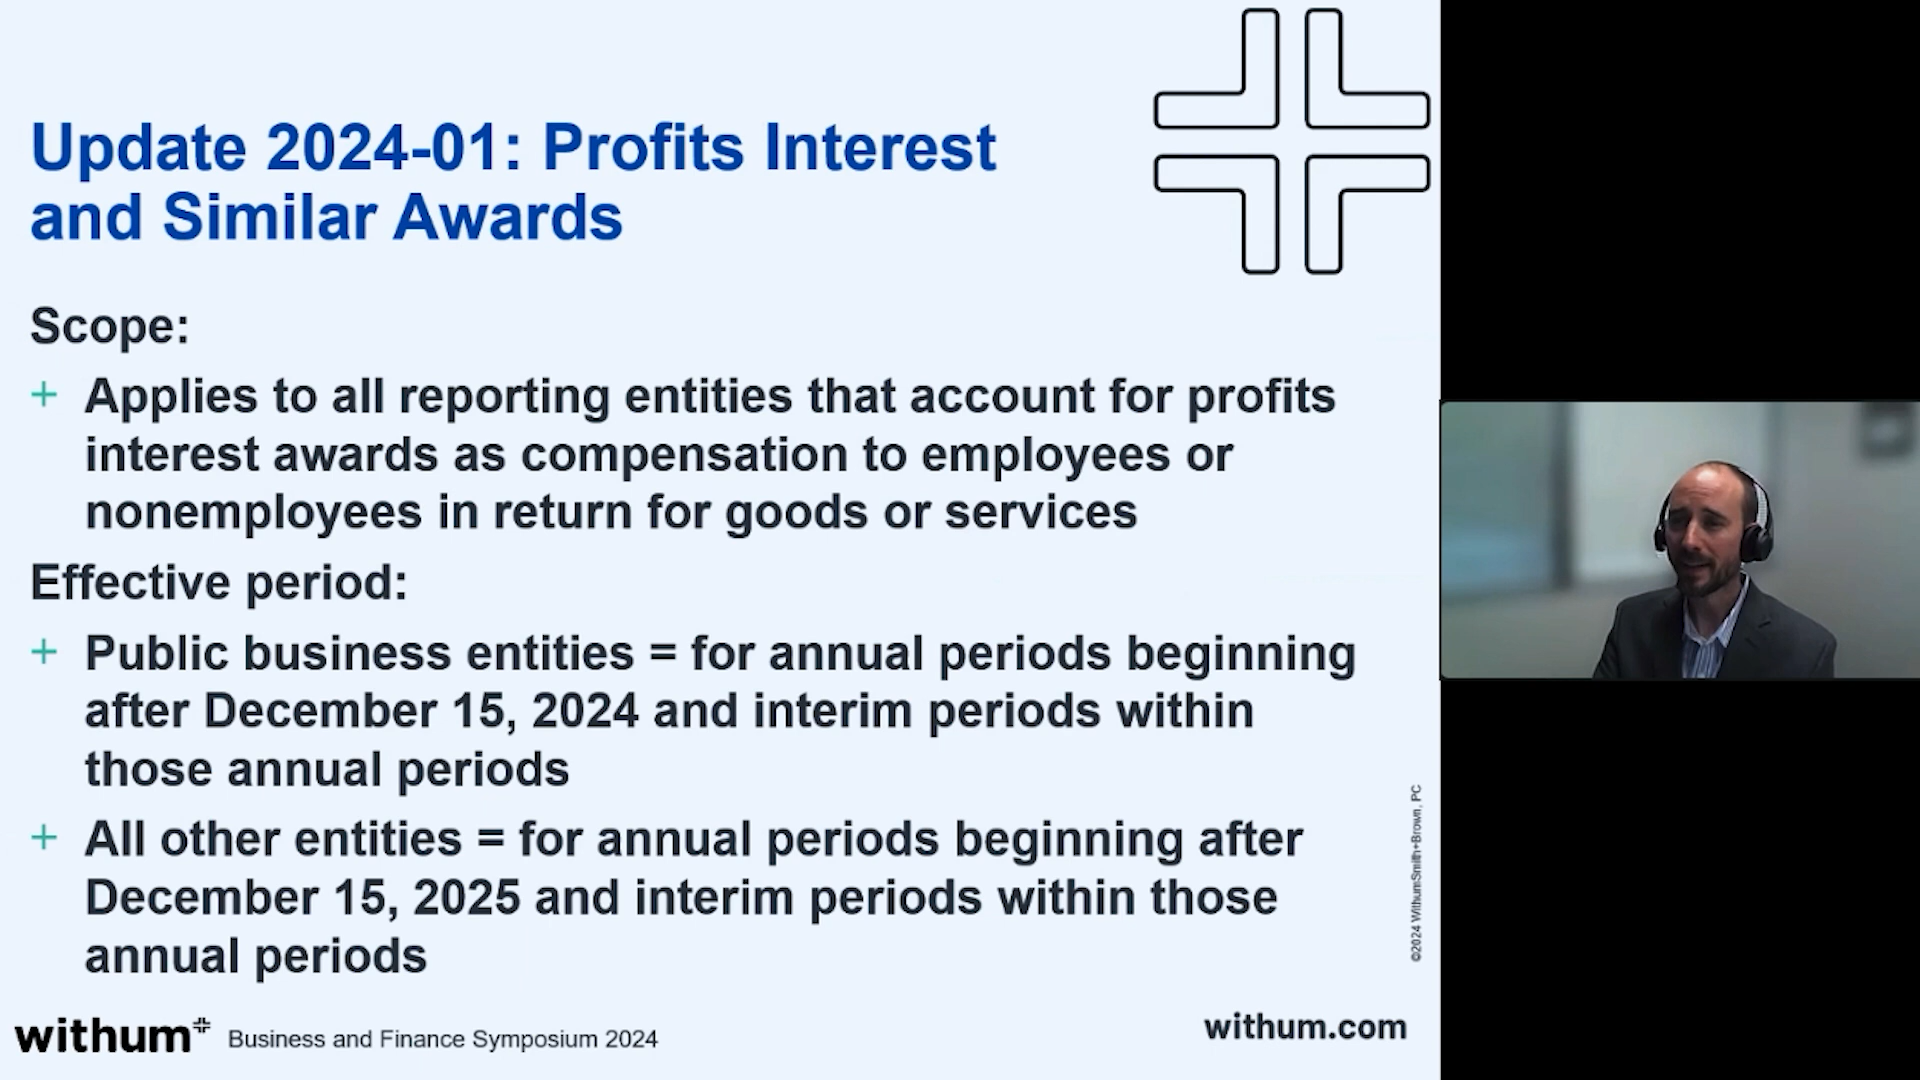 Update 2024-01: Profits Interest
and Similar Awards
Scope:
+ Applies to all reporting entities that account for profits
interest awards as compensation to employees or
nonemployees in return for goods or services
Effective period:
+ Public business entities = for annual periods beginning
after December 15, 2024 and interim periods within
those annual periods
+ All other entities = for annual periods beginning after
December 15, 2025 and interim periods within those
annual periods
©2024 WithumSmith+Brown, PC
withum
Business and Finance Symposium 2024
withum.com